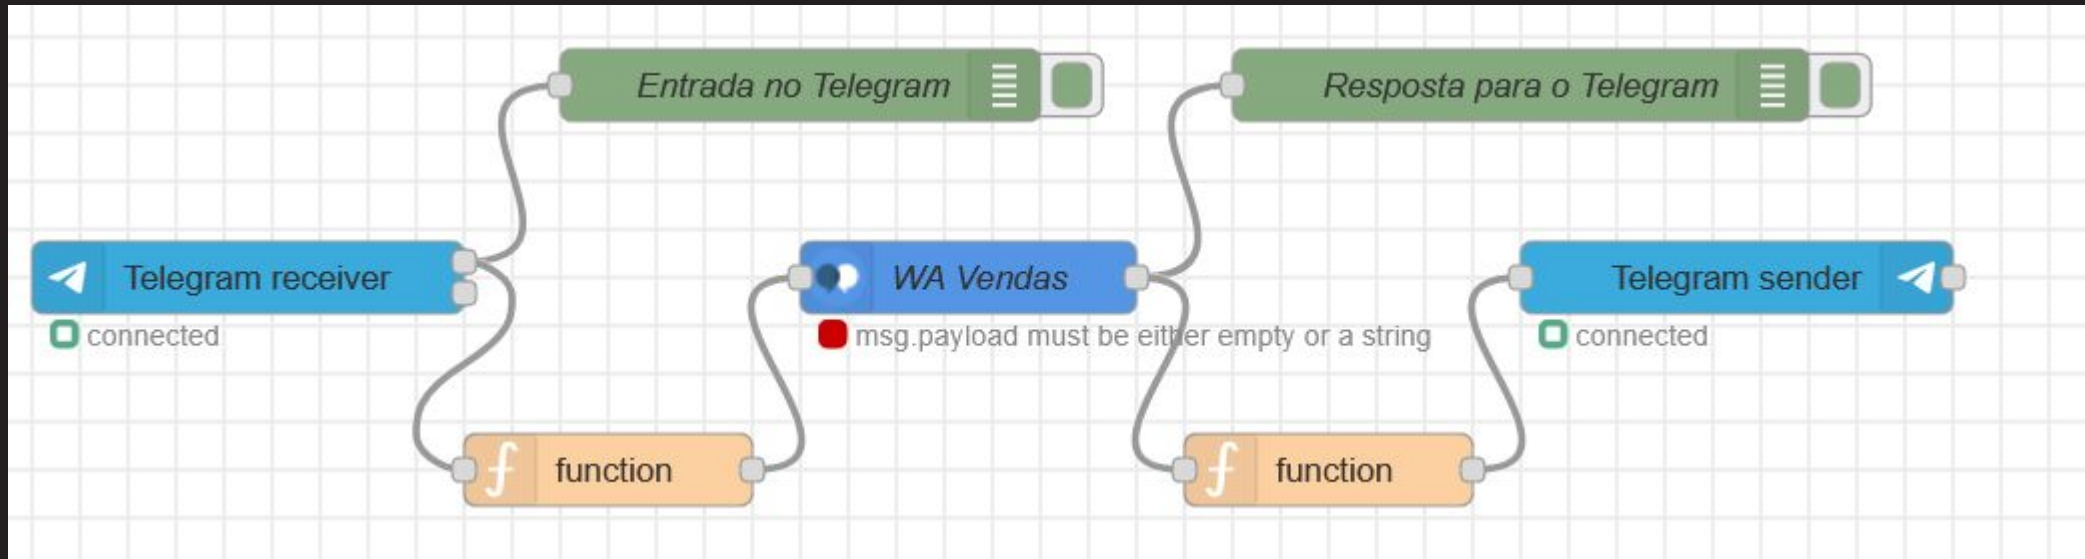 Entrada no Telegram
Resposta para o Telegram
Telegram receiver
connected
WA Vendas
msg.payload must be either empty or a string
Telegram sender
connected
function
function